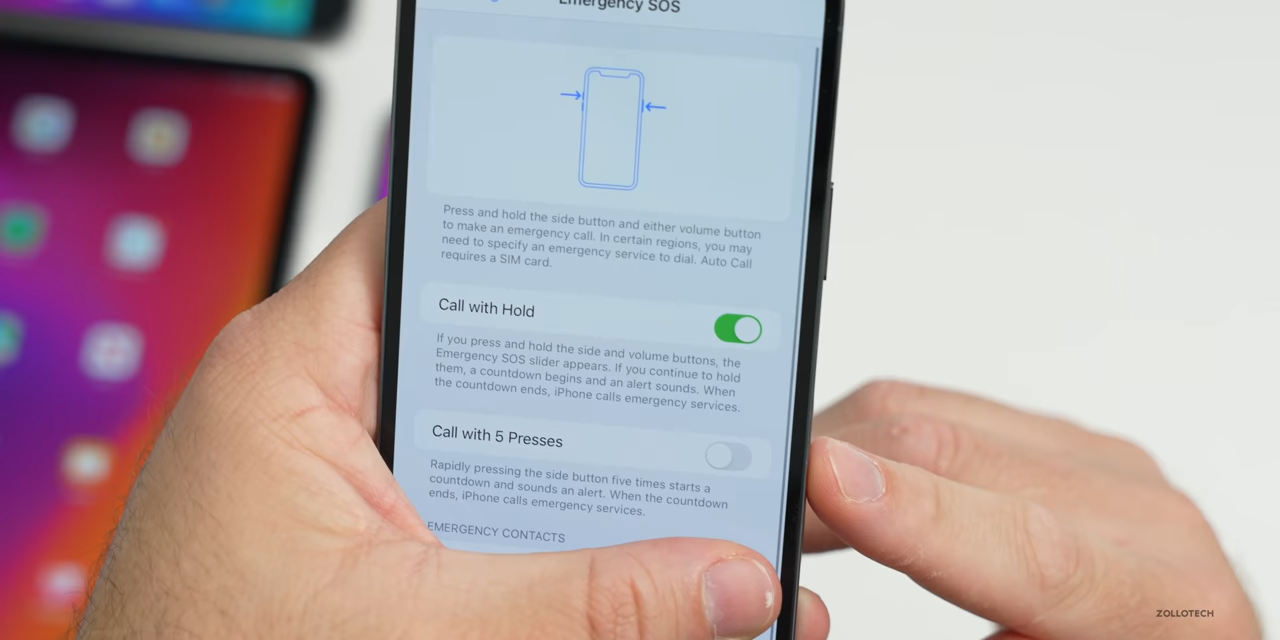 Emergency SOS
Press and hold the side button and either volume button
to make an emergency call. In certain regions, you may
need to specify an emergency service to dial. Auto Call
requires a SIM card.
Call with Hold
If you press and hold the side and volume buttons, the
Emergency SOS slider appears. If you continue to hold
them, a countdown begins and an alert sounds. When
the countdown ends, iPhone calls emergency services.
Call with 5 Presses
Rapidly pressing the side button five times starts a
countdown and sounds an alert. When the countdown
ends, iPhone calls emergency services.
EMERGENCY CONTACTS
ZOLLOTECH